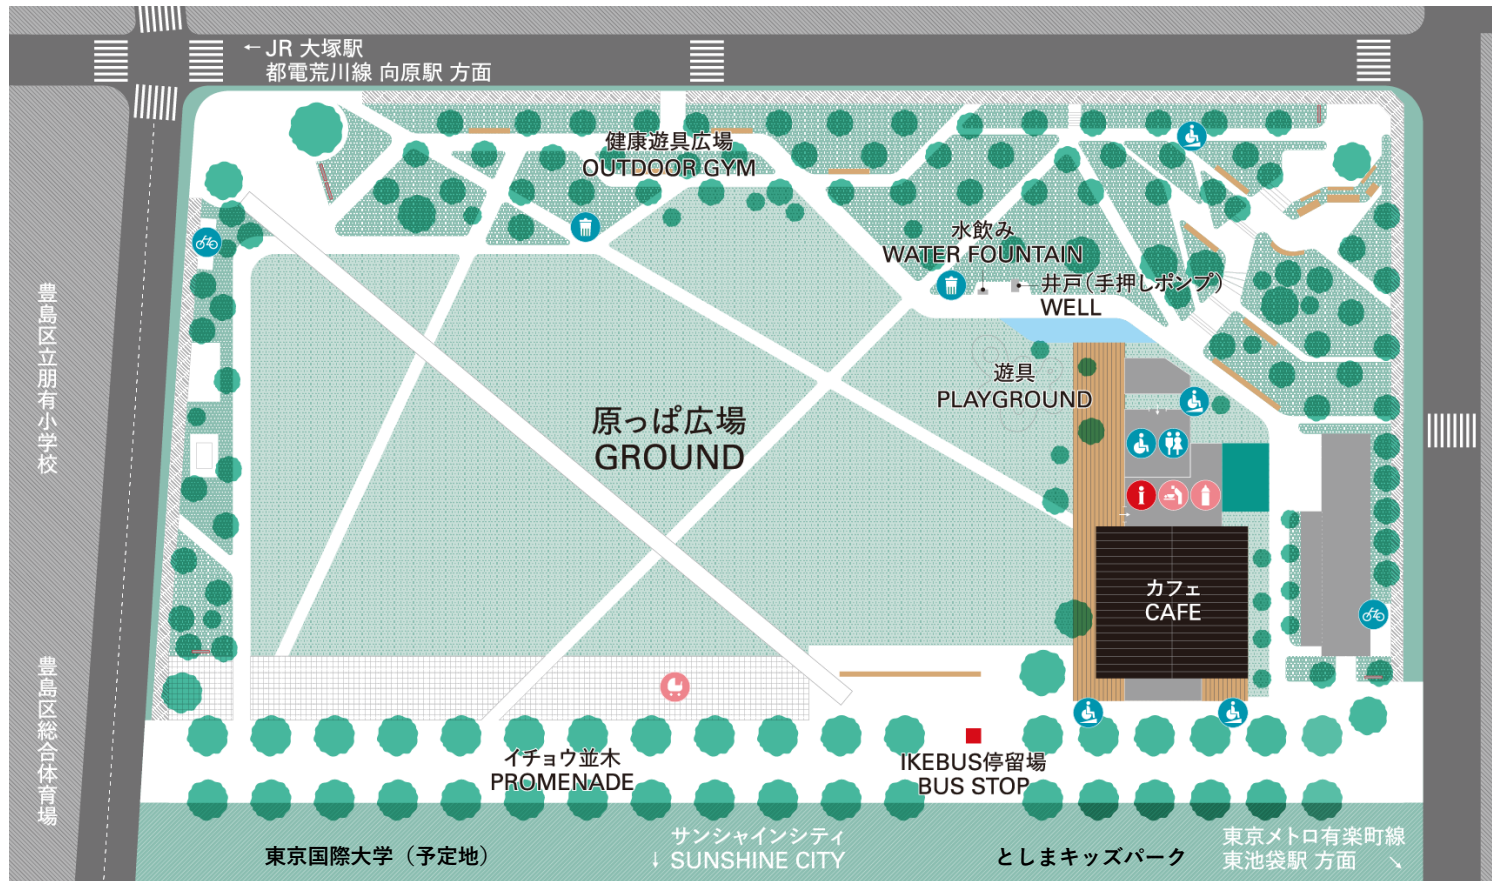 ←JR 大塚駅
都電荒川線 向原駅 方面
健康遊具広場
OUTDOOR GYM
水飲み
WATER FOUNTAIN
井戸(手押しポンプ)
WELL
豊島区立朋有小学校
遊具
PLAYGROUND
原っぱ広場
GROUND
カフェ
CAFE
豊島区総合体育場
イチョウ並木
PROMENADE
IKEBUS停留場
BUS STOP
東京国際大学（予定地）
サンシャインシティ
↓ SUNSHINE CITY
としまキッズパーク
東京メトロ有楽町線
東池袋駅 方面 ↘